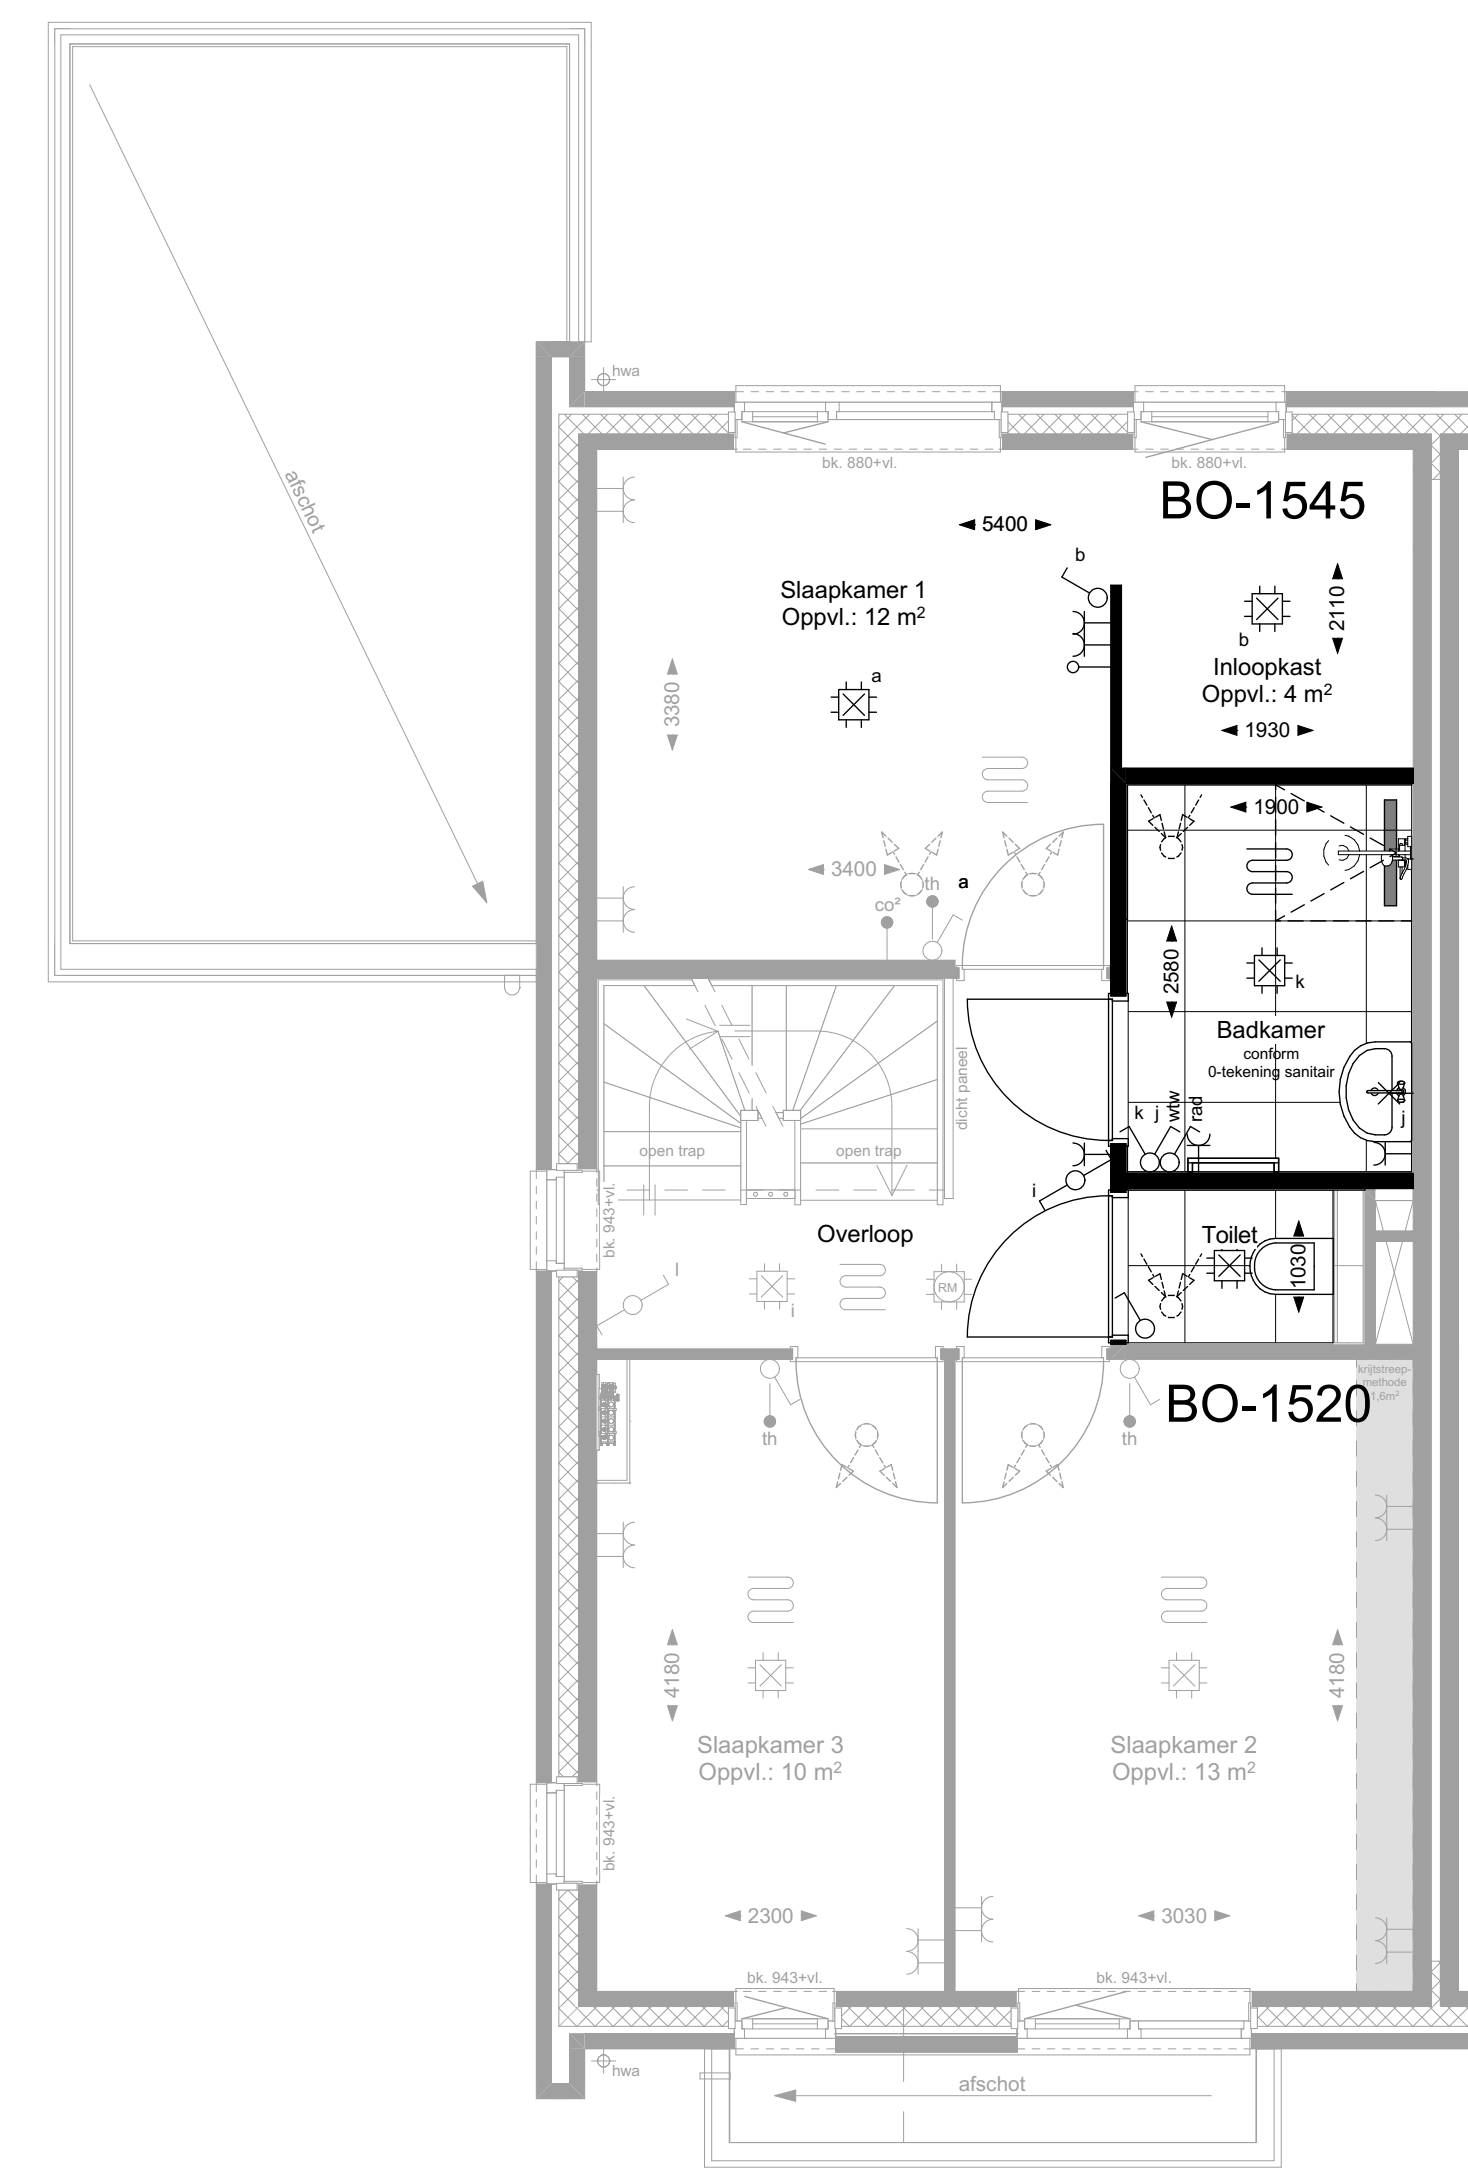 hwa
bk. 880+vl.
bk. 880+vl.
BO-1545
afschot
5400
b
Slaapkamer 1
Oppvl.: 12 m²
2110
b
Inloopkast
Oppvl.: 4 m²
a
3380
1930
1900
3400
th
a
co²
2580
k
Badkamer
conform
0-tekening sanitair
dicht paneel
k
j
wtw
rad
j
open trap
open trap
i
bk. 943+vl.
Overloop
Toilet
1030
l
i
RM
krijtstreep-
methode
1,6m²
BO-1520
th
th
4180
4180
Slaapkamer 3
Oppvl.: 10 m²
Slaapkamer 2
Oppvl.: 13 m²
bk. 943+vl.
2300
3030
bk. 943+vl.
bk. 943+vl.
hwa
afschot